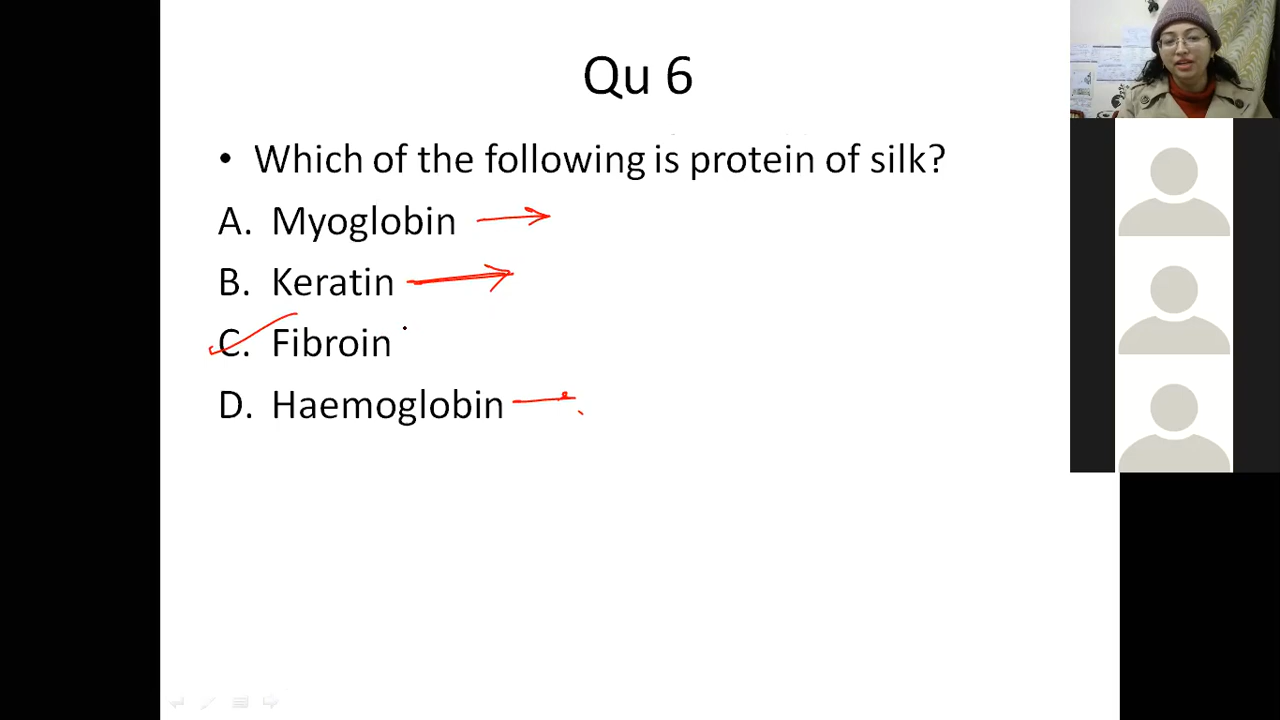 Qu 6
• Which of the following is protein of silk?
A. Myoglobin
B. Keratin
C. Fibroin
D. Haemoglobin